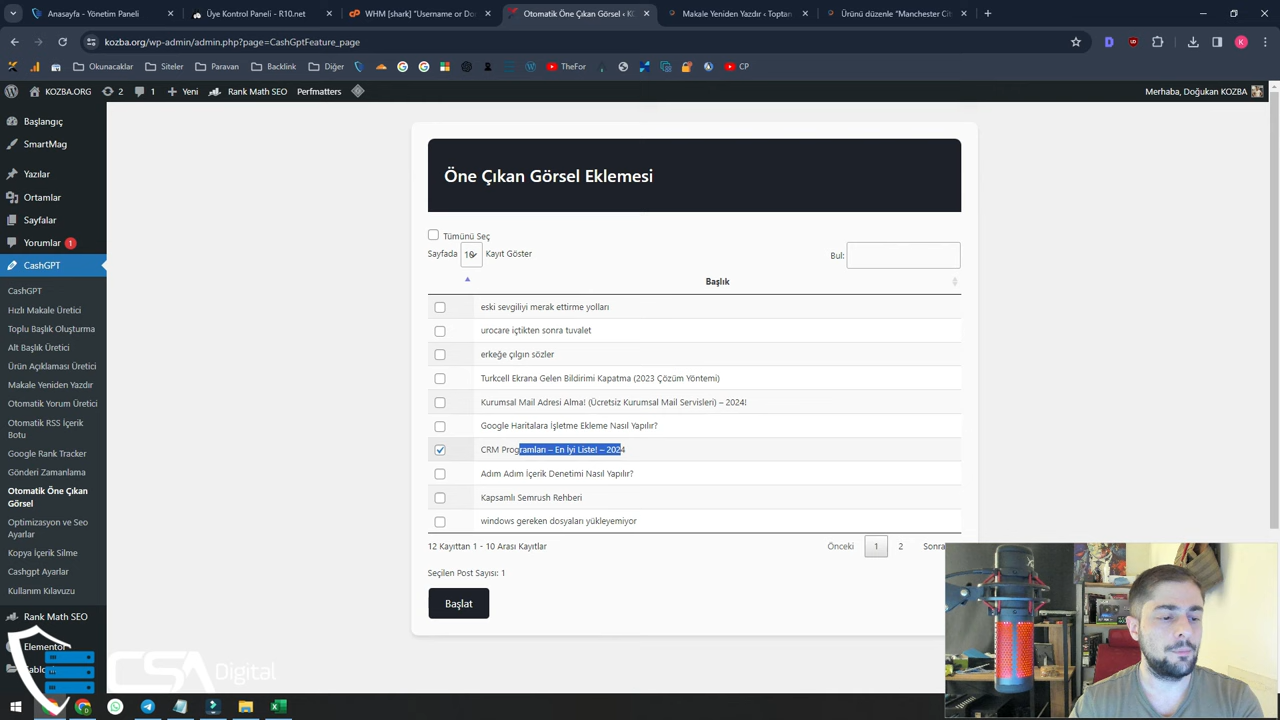 Anasayfa - Yönetim
Üye Kontrol Paneli - R10.net
WHM [shark] "Username or Dor
Otomatik Öne Çıkan Görsel ‹ KO
Makale Yeniden Yazdır ‹ Toptan
Ürünü düzenle "Manchester Cit
kozba.org/wp-admin/admin.php?page=CashGptFeature_page
Okunacaklar
Siteler
Paravan
Backlink
Diğer
TheFor
CP
KOZBA.ORG
2
1
Yeni
Rank Math SEO
Perfmatters
Merhaba, Doğukan KOZBA
Başlangıç
SmartMag
Yazılar
Ortamlar
Sayfalar
Yorumlar 1
CashGPT
CashGPT
Hızlı Makale Üretici
Toplu Başlık Oluşturma
Alt Başlık Üretici
Ürün Açıklaması Üretici
Makale Yeniden Yazdır
Otomatik Yorum Üretici
Otomatik RSS İçerik
Botu
Google Rank Tracker
Gönderi Zamanlama
Otomatik Öne Çıkan
Görsel
Optimizasyon ve Seo
Ayarlar
Kopya İçerik Silme
Cashgpt Ayarlar
Kullanım Kılavuzu
Rank Math SEO
Elementor
Öne Çıkan Görsel Eklemesi
Tümünü Seç
Sayfada 10 Kayıt Göster
Bul:
Başlık
eski sevgiliyi merak ettirme yolları
urocare içtikten sonra tuvalet
erkeğe çılgın sözler
Turkcell Ekrana Gelen Bildirimi Kapatma (2023 Çözüm Yöntemi)
Kurumsal Mail Adresi Alma! (Ücretsiz Kurumsal Mail Servisleri) – 2024!
Google Haritalara İşletme Ekleme Nasıl Yapılır?
CRM Programları – En İyi Liste! – 2024
Adım Adım İçerik Denetimi Nasıl Yapılır?
Kapsamlı Semrush Rehberi
windows gereken dosyaları yükleyemiyor
12 Kayıttan 1 - 10 Arası Kayıtlar
Önceki 1 2 Sonra
Seçilen Post Sayısı: 1
Başlat
CSA Digital